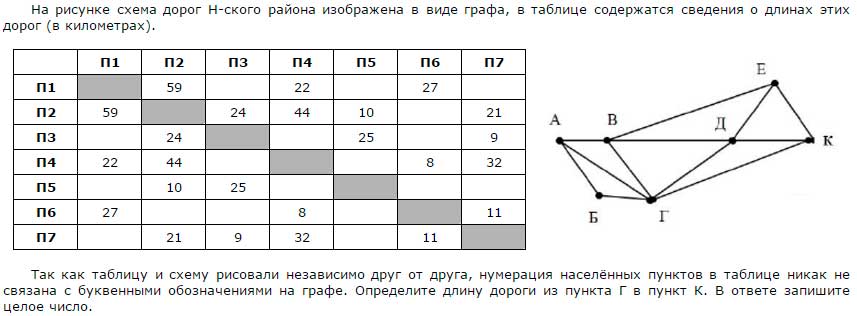 На рисунке схема дорог Н-ского района изображена в виде графа, в таблице содержатся сведения о длинах этих
дорог (в километрах).
П1 П2 П3 П4 П5 П6 П7
П1 59 22 27
П2 59 24 44 10 21
П3 24 25 9
П4 22 44 8 32
П5 10 25
П6 27 8 11
П7 21 9 32 11
Е
А В Д К
Б Г
Так как таблицу и схему рисовали независимо друг от друга, нумерация населённых пунктов в таблице никак не
связана с буквенными обозначениями на графе. Определите длину дороги из пункта Г в пункт К. В ответе запишите
целое число.